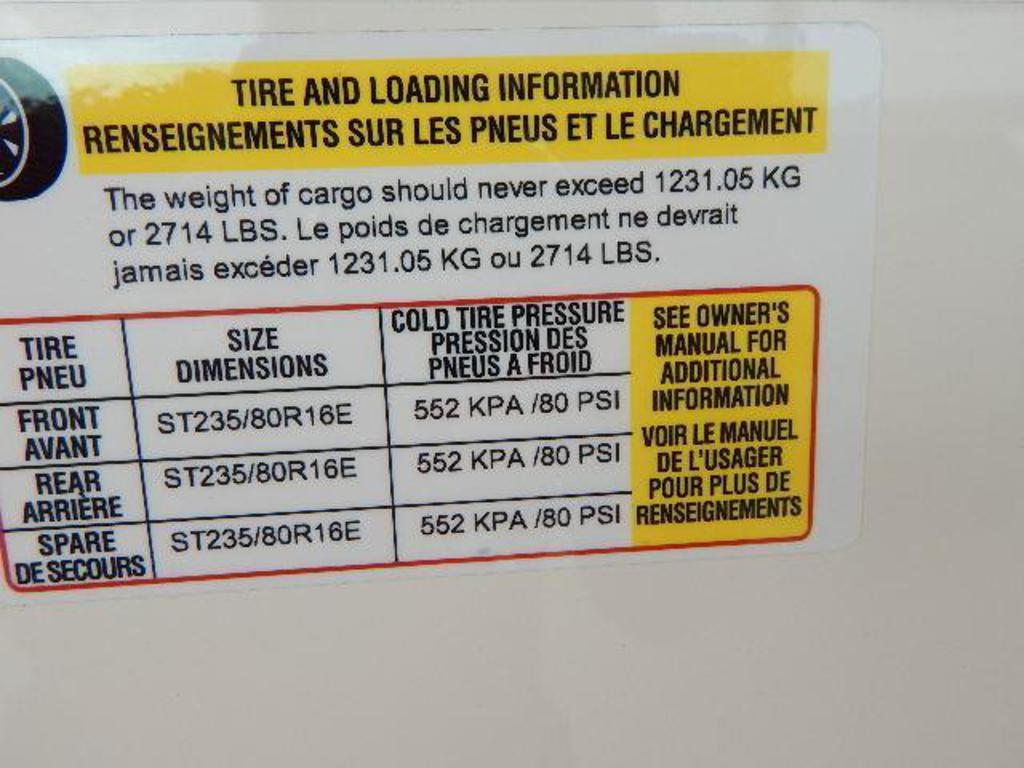 TIRE AND LOADING INFORMATION
RENSEIGNEMENTS SUR LES PNEUS ET LE CHARGEMENT
The weight of cargo should never exceed 1231.05 KG
or 2714 LBS. Le poids de chargement ne devrait
jamais excéder 1231.05 KG ou 2714 LBS.
TIRE
PNEU
SIZE
DIMENSIONS
COLD TIRE PRESSURE
PRESSION DES
PNEUS A FROID
FRONT
AVANT
ST235/80R16E
552 KPA /80 PSI
REAR
ARRIÈRE
ST235/80R16E
552 KPA /80 PSI
SPARE
DE SECOURS
ST235/80R16E
552 KPA /80 PSI
SEE OWNER'S
MANUAL FOR
ADDITIONAL
INFORMATION
VOIR LE MANUEL
DE L'USAGER
POUR PLUS DE
RENSEIGNEMENTS